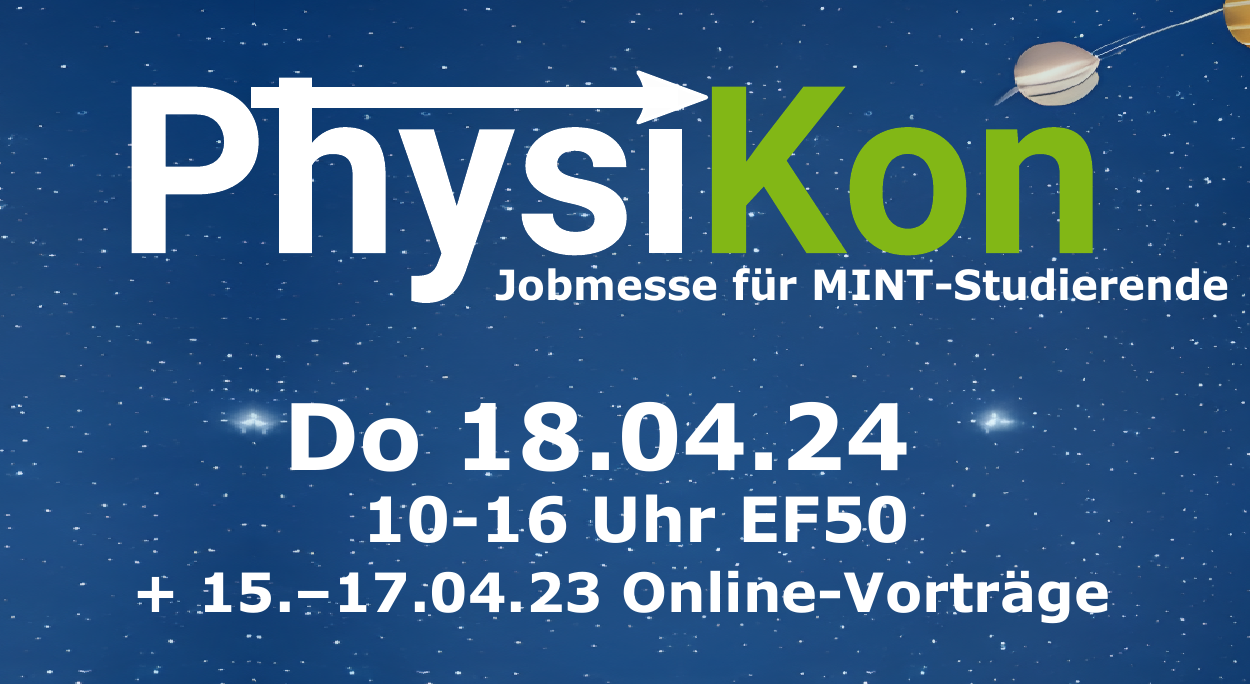 PhysiKon
Jobmesse für MINT-Studierende
Do 18.04.24
10-16 Uhr EF50
+ 15.–17.04.23 Online-Vorträge